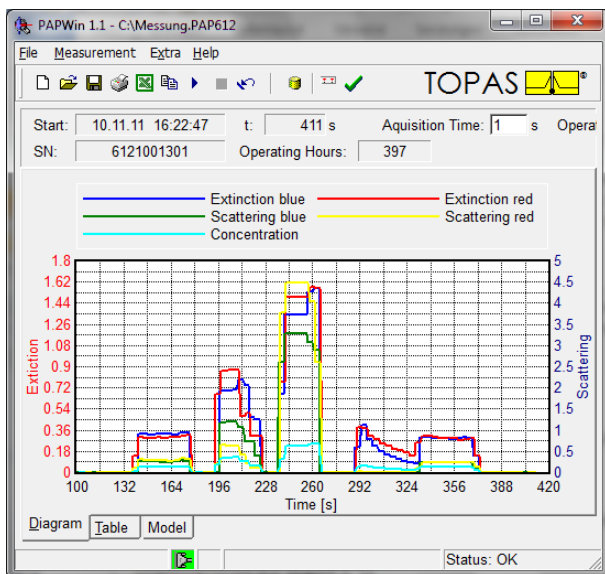 PAPWin 1.1 - C:\Messung.PAP612
File Measurement Extra Help
TOPAS ®
Start: 10.11.11 16:22:47 t: 411 s Aquisition Time: 1 s Operat
SN: 6121001301 Operating Hours: 397
Extinction blue Extinction red
Scattering blue Scattering red
Concentration
1.8 5
1.62 4.5
1.44 4
1.26 3.5
1.08 3
0.9 2.5
0.72 2
0.54 1.5
0.36 1
0.18 0.5
0 0
Extiction
Scattering
100 132 164 196 228 260 292 324 356 388 420
Time [s]
Diagram Table Model
Status: OK